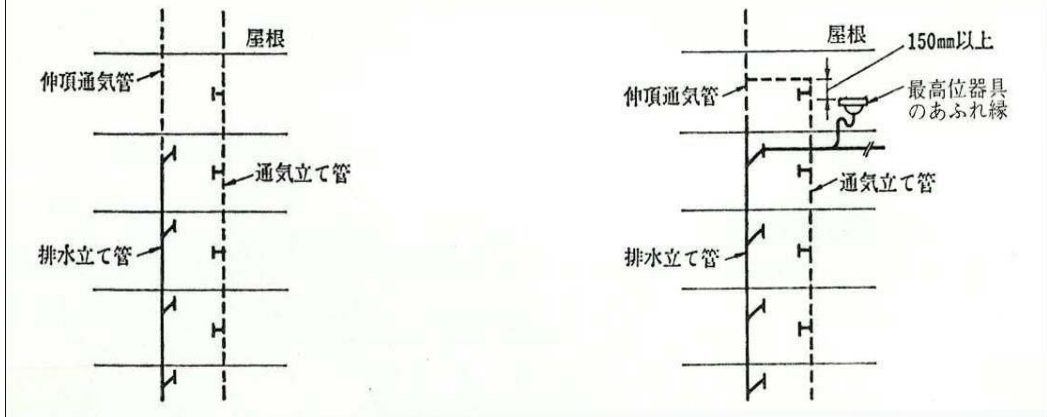 屋根
伸頂通気管
通気立て管
排水立て管
屋根
150mm以上
伸頂通気管
最高位器具
のあふれ縁
通気立て管
排水立て管